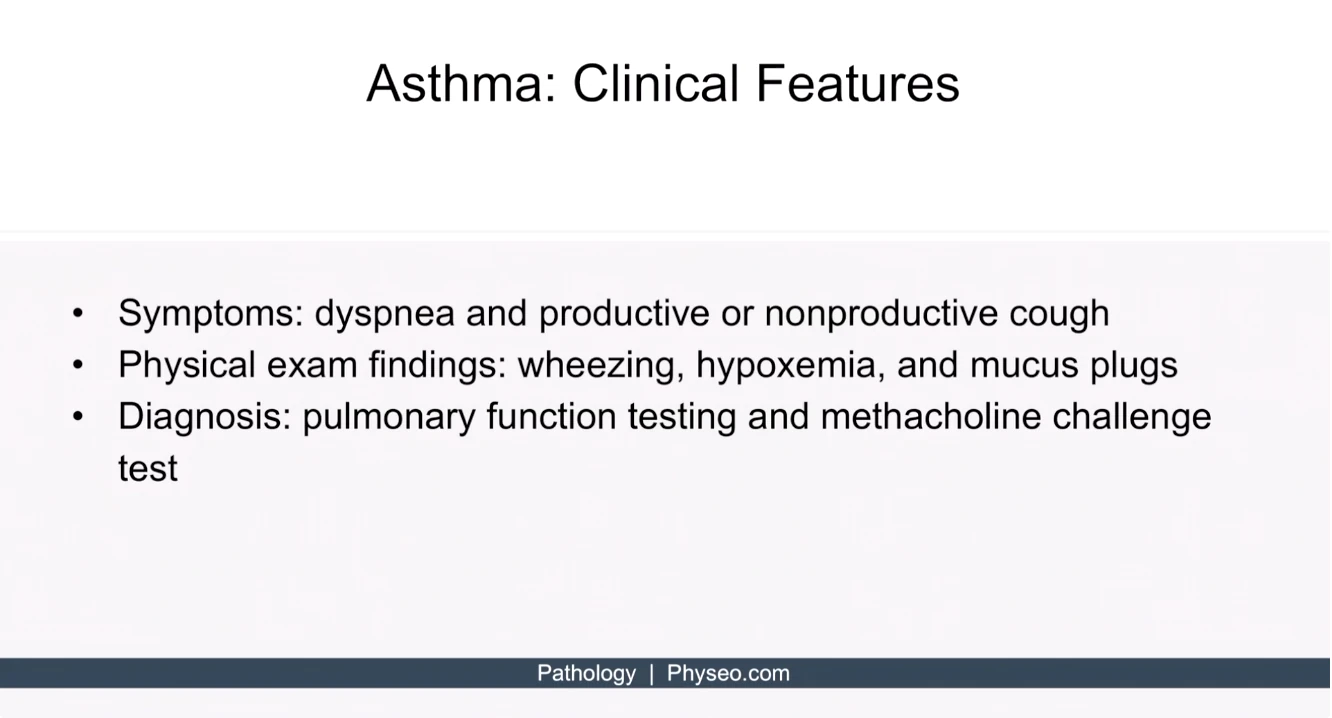 Asthma: Clinical Features
• Symptoms: dyspnea and productive or nonproductive cough
• Physical exam findings: wheezing, hypoxemia, and mucus plugs
• Diagnosis: pulmonary function testing and methacholine challenge
test
Pathology | Physeo.com